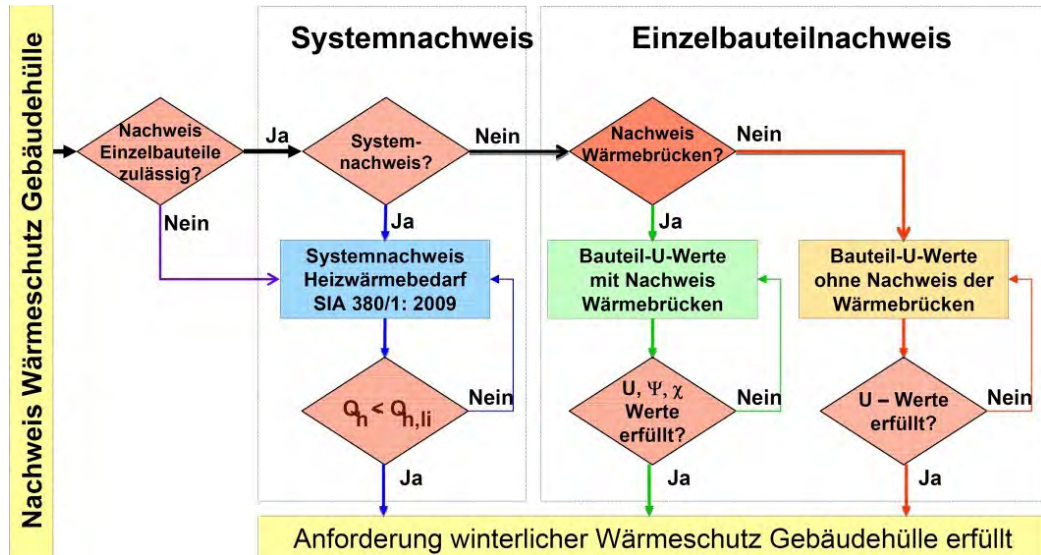 Nachweis Wärmeschutz Gebäudehülle
Systemnachweis
Einzelbauteilnachweis
Nachweis
Einzelbauteile
zulässig?
Ja
Nein
System-
nachweis?
Nein
Ja
Nachweis
Wärmebrücken?
Nein
Ja
Systemnachweis
Heizwärmebedarf
SIA 380/1: 2009
Bauteil-U-Werte
mit Nachweis
Wärmebrücken
Bauteil-U-Werte
ohne Nachweis der
Wärmebrücken
Qh < Qh,li
Nein
Ja
U, Ψ, χ
Werte
erfüllt?
Nein
Ja
U – Werte
erfüllt?
Nein
Ja
Anforderung winterlicher Wärmeschutz Gebäudehülle erfüllt